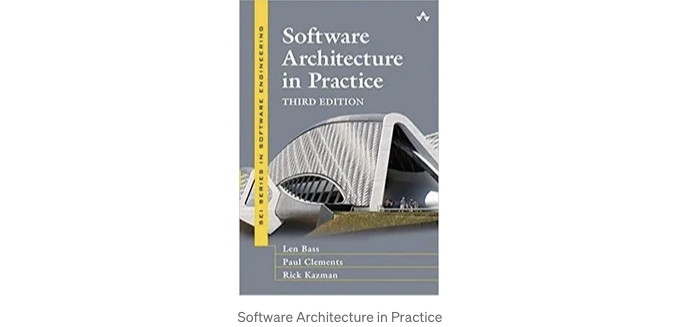 Software
Architecture
in Practice
THIRD EDITION
SEI SERIES IN SOFTWARE ENGINEERING
Len Bass
Paul Clements
Rick Kazman
Software Architecture in Practice